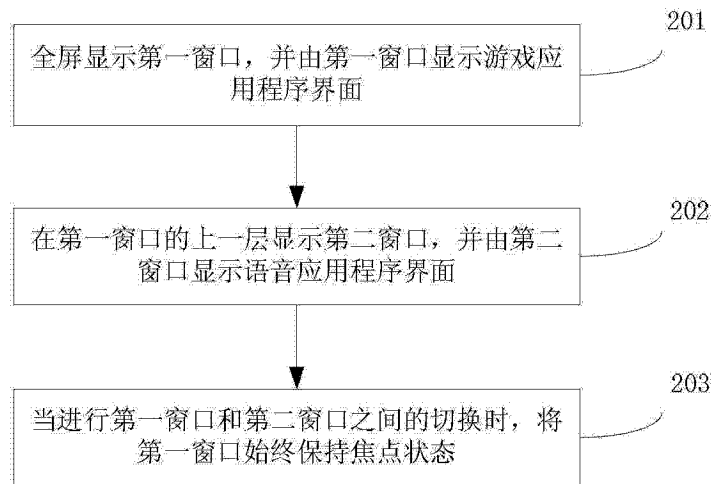 201
全屏显示第一窗口，并由第一窗口显示游戏应
用程序界面
202
在第一窗口的上一层显示第二窗口，并由第二
窗口显示语音应用程序界面
203
当进行第一窗口和第二窗口之间的切换时，将
第一窗口始终保持焦点状态